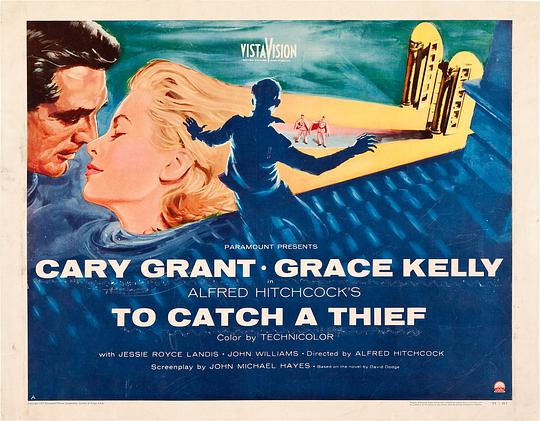 VISTAVISION
PARAMOUNT PRESENTS
CARY GRANT · GRACE KELLY
in
ALFRED HITCHCOCK'S
TO CATCH A THIEF
Color by TECHNICOLOR
with JESSIE ROYCE LANDIS · JOHN WILLIAMS · Directed by ALFRED HITCHCOCK
Screenplay by JOHN MICHAEL HAYES · Based on the novel by David Dodge
A